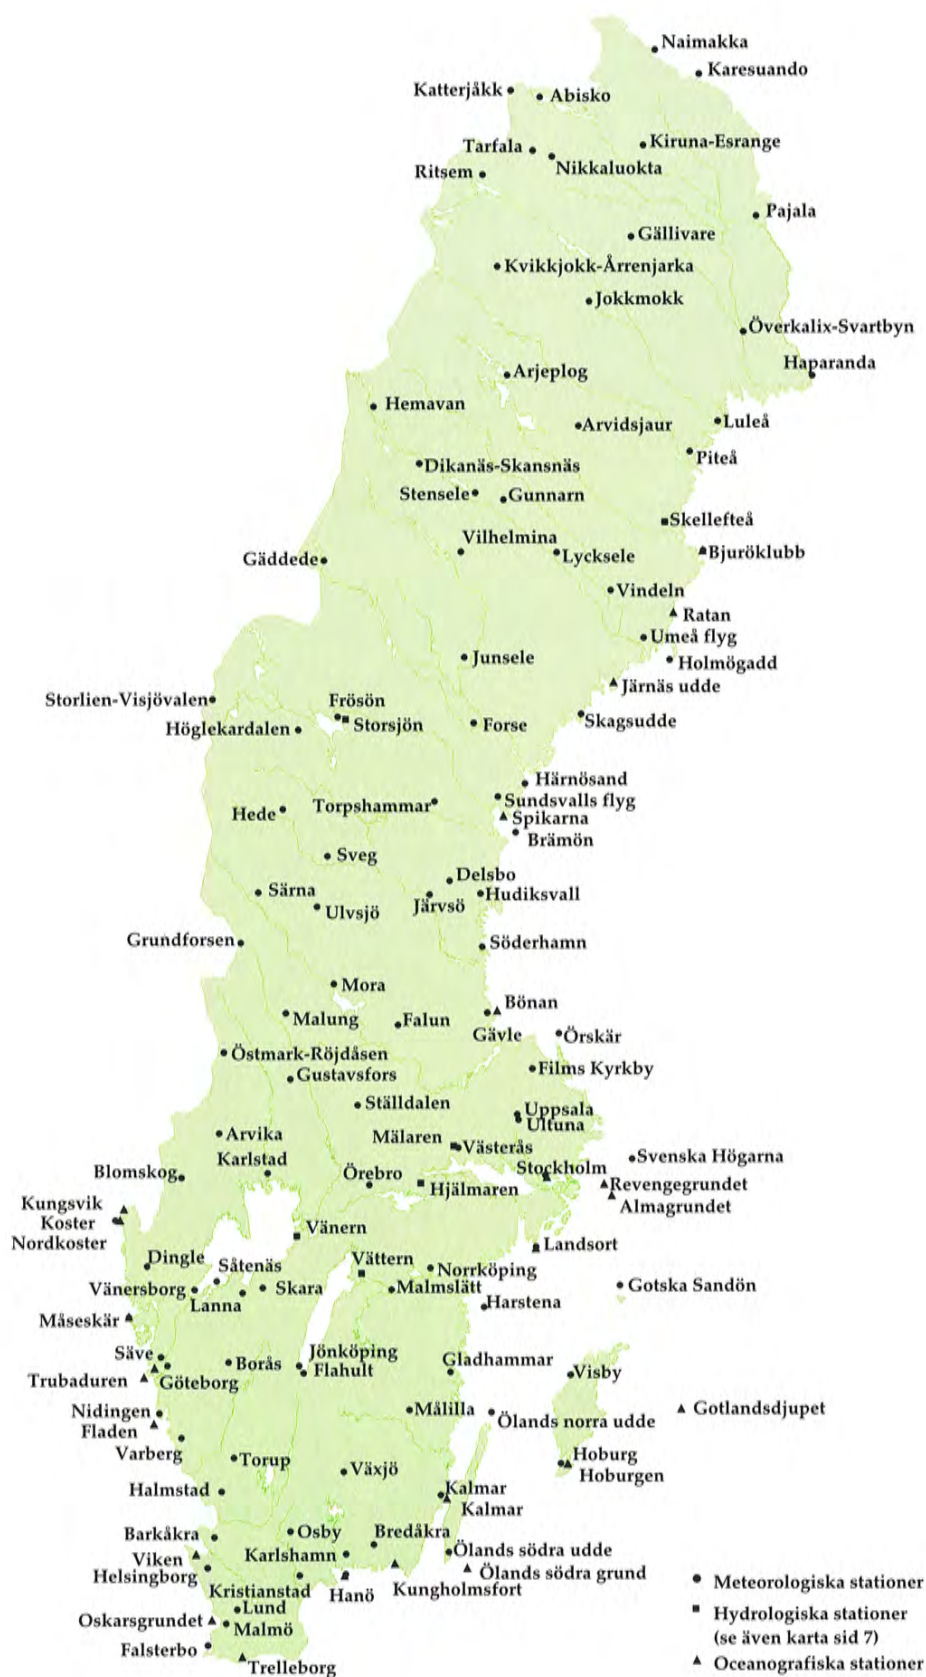 Naimakka
Karesuando
Katterjåkk
Abisko
Kiruna-Esrange
Tarfala
Nikkaluokta
Ritsem
Pajala
Gällivare
Kvikkjokk-Årrenjarka
Jokkmokk
Överkalix-Svartbyn
Haparanda
Arjeplog
Hemavan
Luleå
Arvidsjaur
Piteå
Dikanäs-Skansnäs
Stensele
Gunnarn
Skellefteå
Vilhelmina
Bjuröklubb
Lycksele
Gäddede
Vindeln
Ratan
Umeå flyg
Junsele
Holmögadd
Järnäs udde
Storlien-Visjövalen
Frösön
Storsjön
Skagsudde
Höglekardalen
Forse
Härnösand
Sundsvalls flyg
Torpshammar
Hede
Spikarna
Brämön
Sveg
Delsbo
Särna
Hudiksvall
Järvsö
Ulvsjö
Grundforsen
Söderhamn
Mora
Bönan
Malung
Falun
Gävle
Örskär
Östmark-Röjdåsen
Films Kyrkby
Gustavsfors
Ställdalen
Uppsala
Ultuna
Arvika
Mälaren
Västerås
Svenska Högarna
Karlstad
Stockholm
Blomskog
Örebro
Hjälmaren
Revengegrundet
Almagrundet
Kungsvik
Koster
Nordkoster
Vänern
Landsort
Dingle
Vättern
Norrköping
Såtenäs
Gotska Sandön
Vänersborg
Skara
Malmslätt
Lanna
Harstena
Måseskär
Säve
Jönköping
Gladhammar
Borås
Flahult
Visby
Trubaduren
Göteborg
Nidingen
Målilla
Gotlandsdjupet
Ölands norra udde
Fladen
Varberg
Torup
Hoburg
Växjö
Hoburgen
Halmstad
Kalmar
Kalmar
Barkåkra
Osby
Bredåkra
Viken
Karlshamn
Ölands södra udde
Helsingborg
Ölands södra grund
Kristianstad
Hanö
Kungholmsfort
Meteorologiska stationer
Lund
Hydrologiska stationer
Oskarsgrundet
Malmö
(se även karta sid 7)
Falsterbo
Trelleborg
Oceanografiska stationer